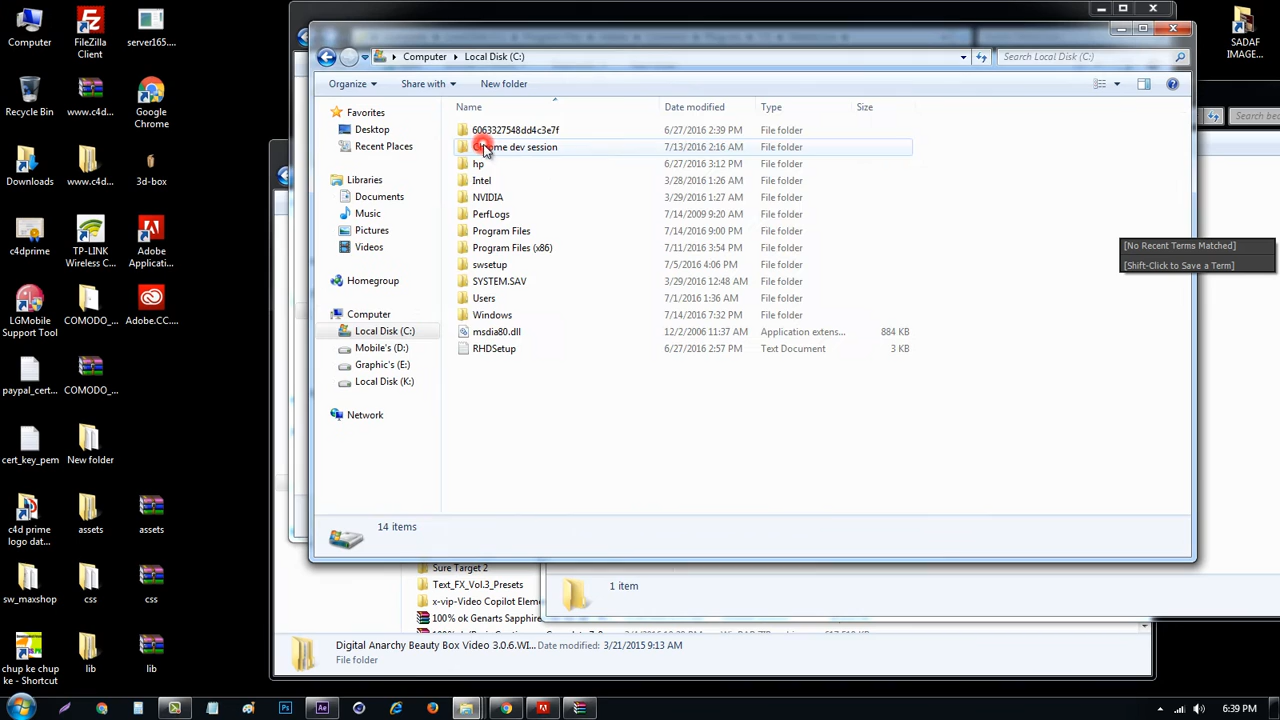 Computer
FileZilla Client
server165....
SADAF IMAGE...
Recycle Bin
www.c4d...
Google Chrome
Downloads
www.c4d...
3d-box
c4dprime
TP-LINK Wireless C...
Adobe Applicati...
LGMobile Support Tool
COMODO_...
Adobe.CC....
paypal_cert...
COMODO_...
cert_key_pem
New folder
c4d prime logo dat...
assets
assets
sw_maxshop
css
css
chup ke chup ke - Shortcut
lib
lib
Computer
Local Disk (C:)
Search Local Disk (C:)
Organize
Share with
New folder
Favorites
Desktop
Recent Places
Libraries
Documents
Music
Pictures
Videos
Homegroup
Computer
Local Disk (C:)
Mobile's (D:)
Graphic's (E:)
Local Disk (K:)
Network
Name Date modified Type Size
6063327548dd4c3e7f 6/27/2016 2:39 PM File folder
Chrome dev session 7/13/2016 2:16 AM File folder
hp 6/27/2016 3:12 PM File folder
Intel 3/28/2016 1:26 AM File folder
NVIDIA 3/29/2016 1:27 AM File folder
PerfLogs 7/14/2009 9:20 AM File folder
Program Files 7/14/2016 9:00 PM File folder
Program Files (x86) 7/11/2016 3:54 PM File folder
swsetup 7/5/2016 4:06 PM File folder
SYSTEM.SAV 3/29/2016 12:48 AM File folder
Users 7/1/2016 1:36 AM File folder
Windows 7/14/2016 7:32 PM File folder
msdia80.dll 12/2/2006 11:37 AM Application extens... 884 KB
RHDSetup 6/27/2016 2:57 PM Text Document 3 KB
14 items
Search bec
[No Recent Terms Matched]
[Shift-Click to Save a Term]
Sure Target 2
Text_FX_Vol.3_Presets
x-vip-Video Copilot Eleme
100% ok Genarts Sapphire
1 item
Digital Anarchy Beauty Box Video 3.0.6.WI... Date modified: 3/21/2015 9:13 AM
File folder
6:39 PM